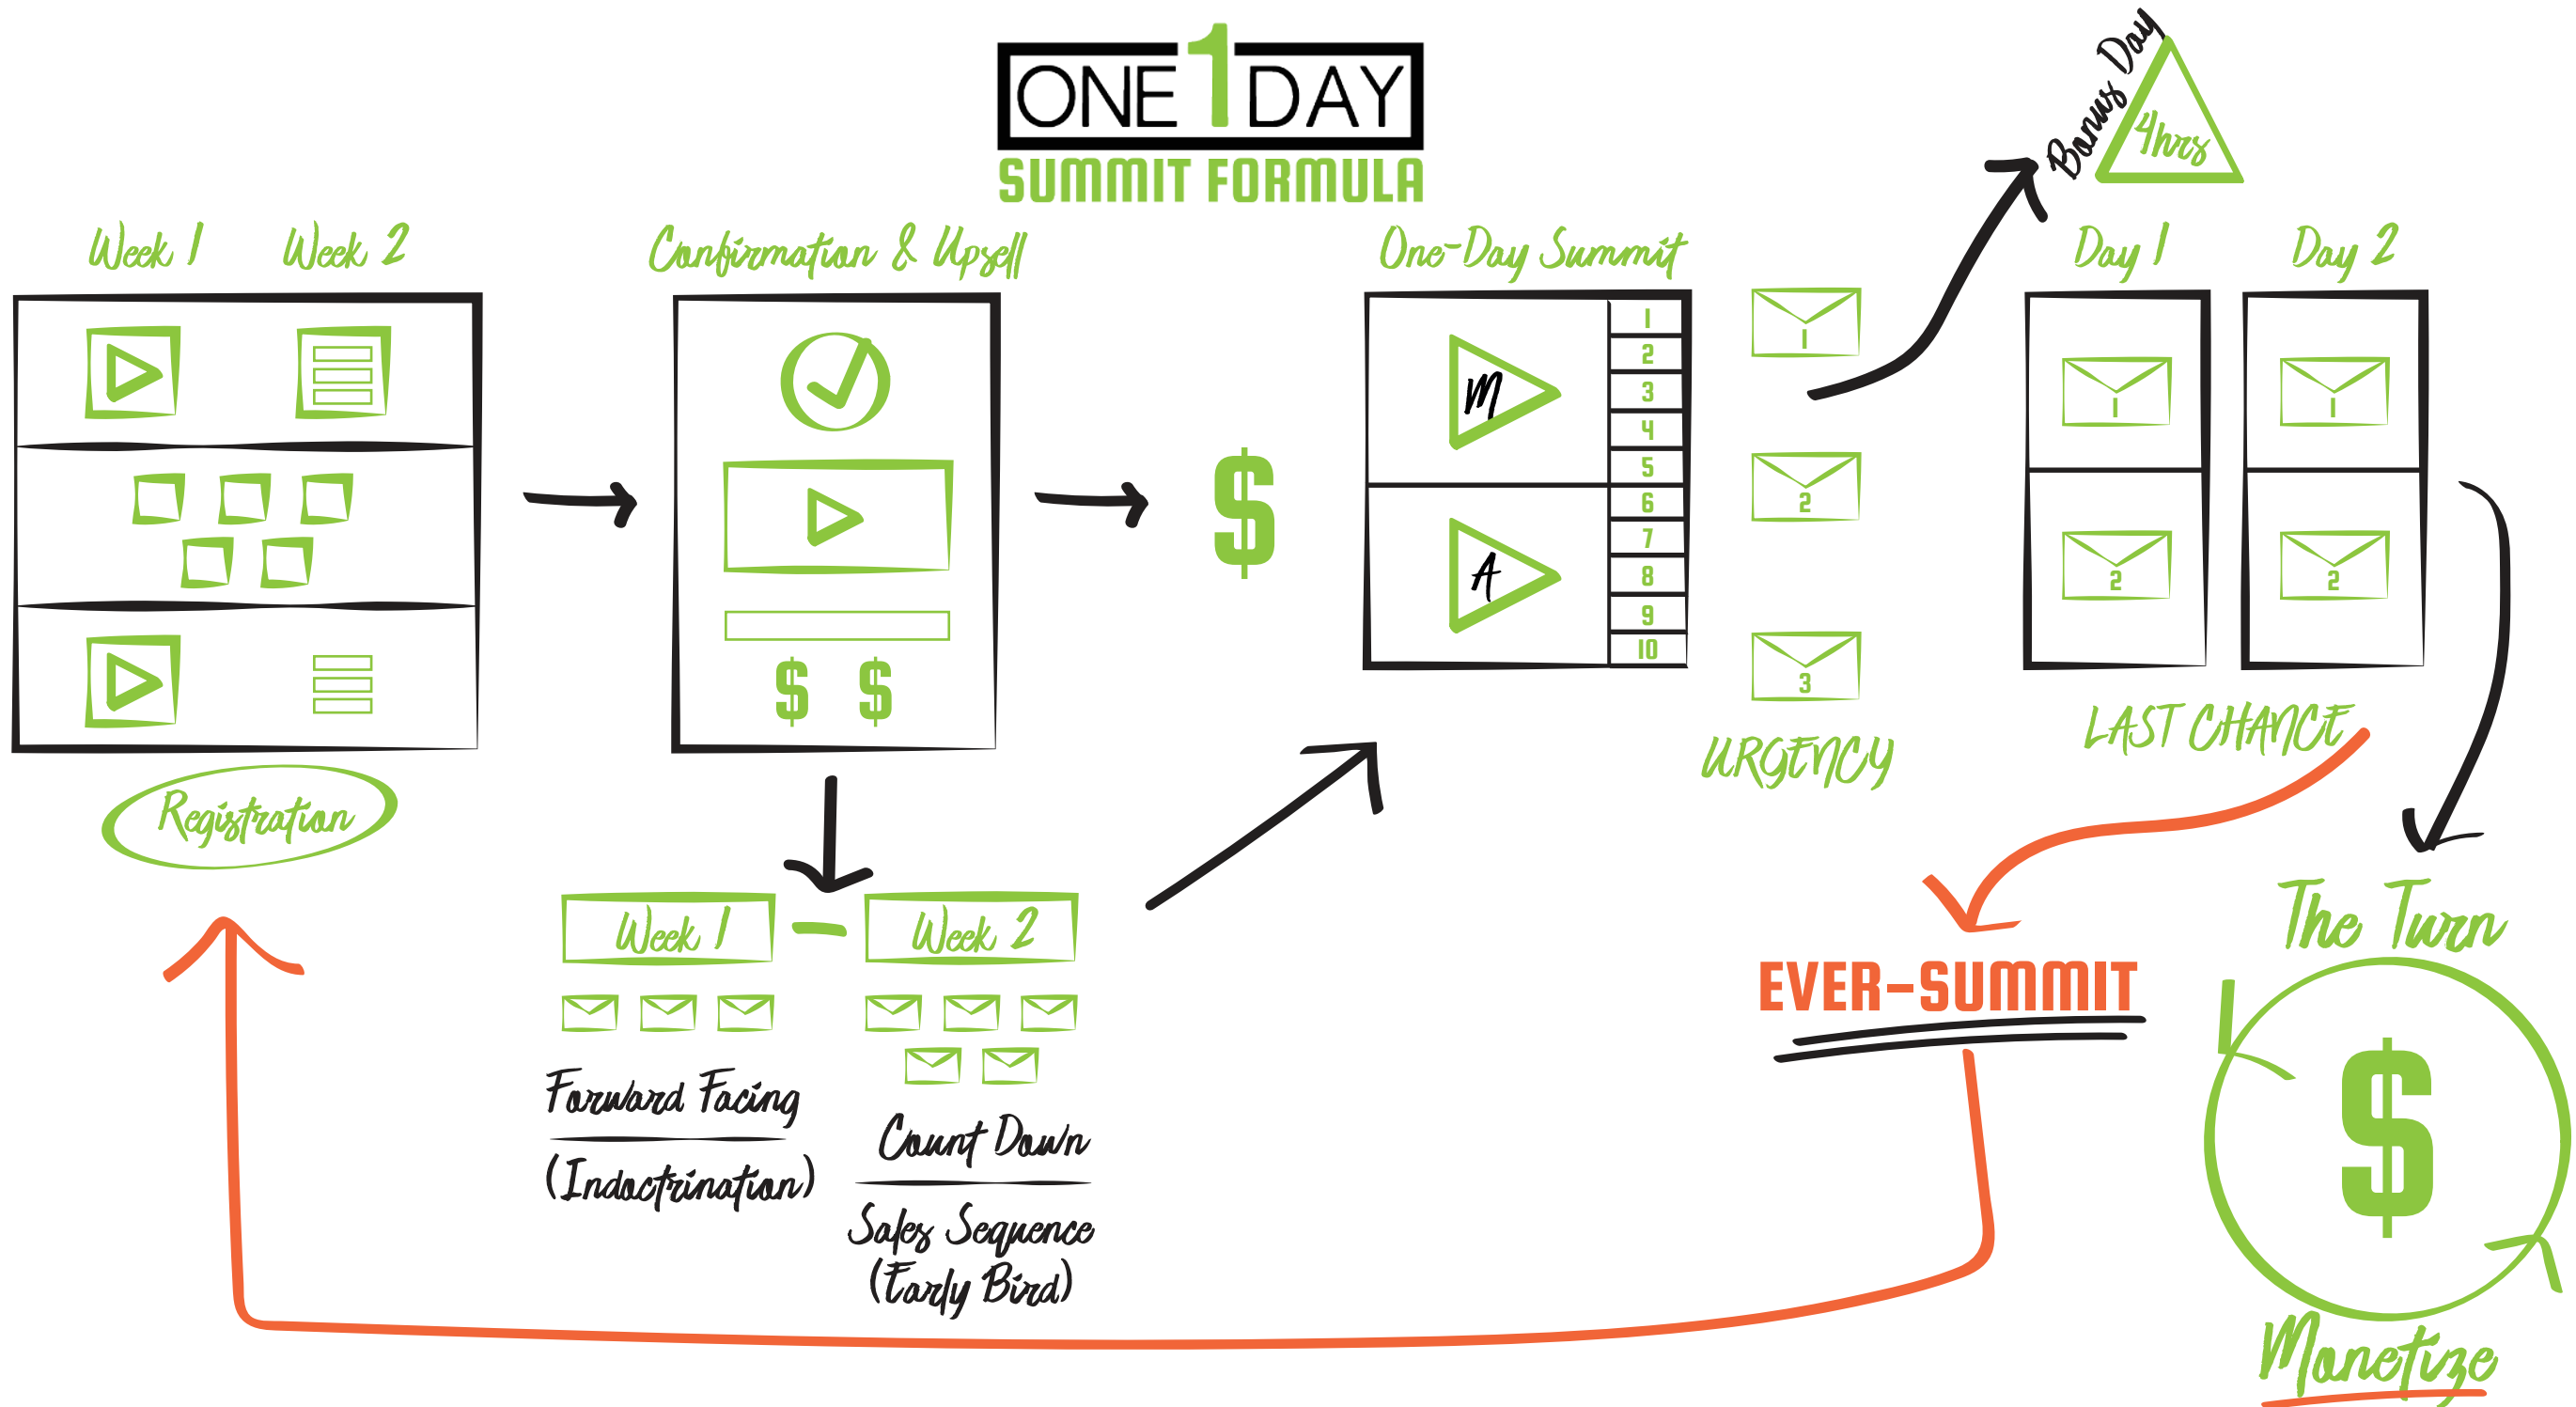 ONE 1 DAY
SUMMIT FORMULA
Week 1
Week 2
Registration
Confirmation & Upsell
$ $
$
Week 1 - Week 2
Forward Facing
(Indoctrination)
Count Down
Sales Sequence
(Early Bird)
One-Day Summit
M
A
1
2
3
4
5
6
7
8
9
10
1
2
3
URGENCY
Bonus Day
4hrs
Day 1
1
2
Day 2
1
2
LAST CHANCE
EVER-SUMMIT
The Turn
$
Monetize